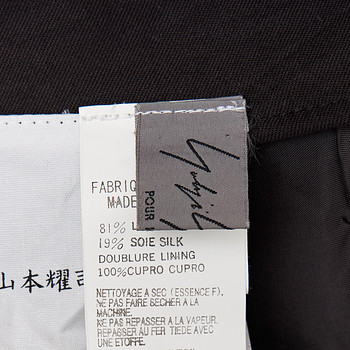 FABRIQ
MADE
81% L
19% SOIE SILK
DOUBLURE LINING
100%CUPRO CUPRO
NETTOYAGE A SEC (ESSENCE F).
NE PAS FAIRE SECHER A LA
MACHINE.
NE PAS REPASSER A LA VAPEUR
REPASSER AU FER TIEDE AVEC
UNE ETOFFE.
POUR
山本耀司